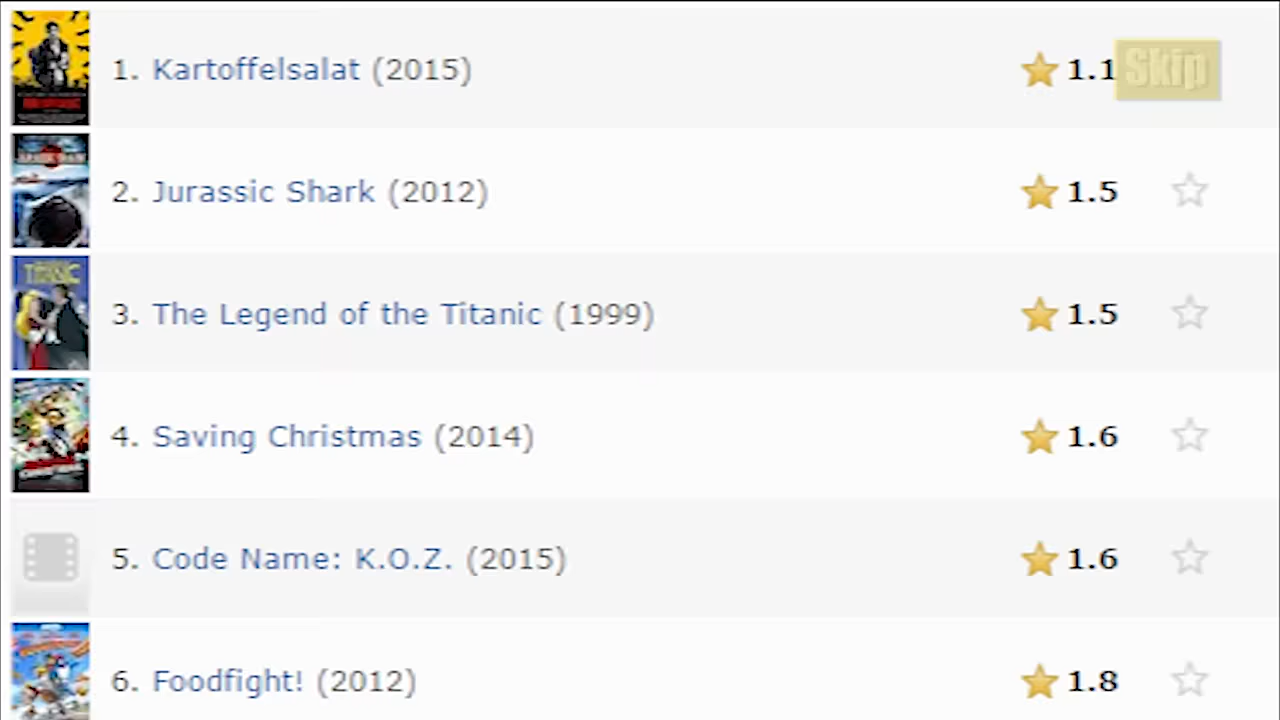 1. Kartoffelsalat (2015) 1.1 Skip
2. Jurassic Shark (2012) 1.5
TITANIC
3. The Legend of the Titanic (1999) 1.5
4. Saving Christmas (2014) 1.6
5. Code Name: K.O.Z. (2015) 1.6
6. Foodfight! (2012) 1.8